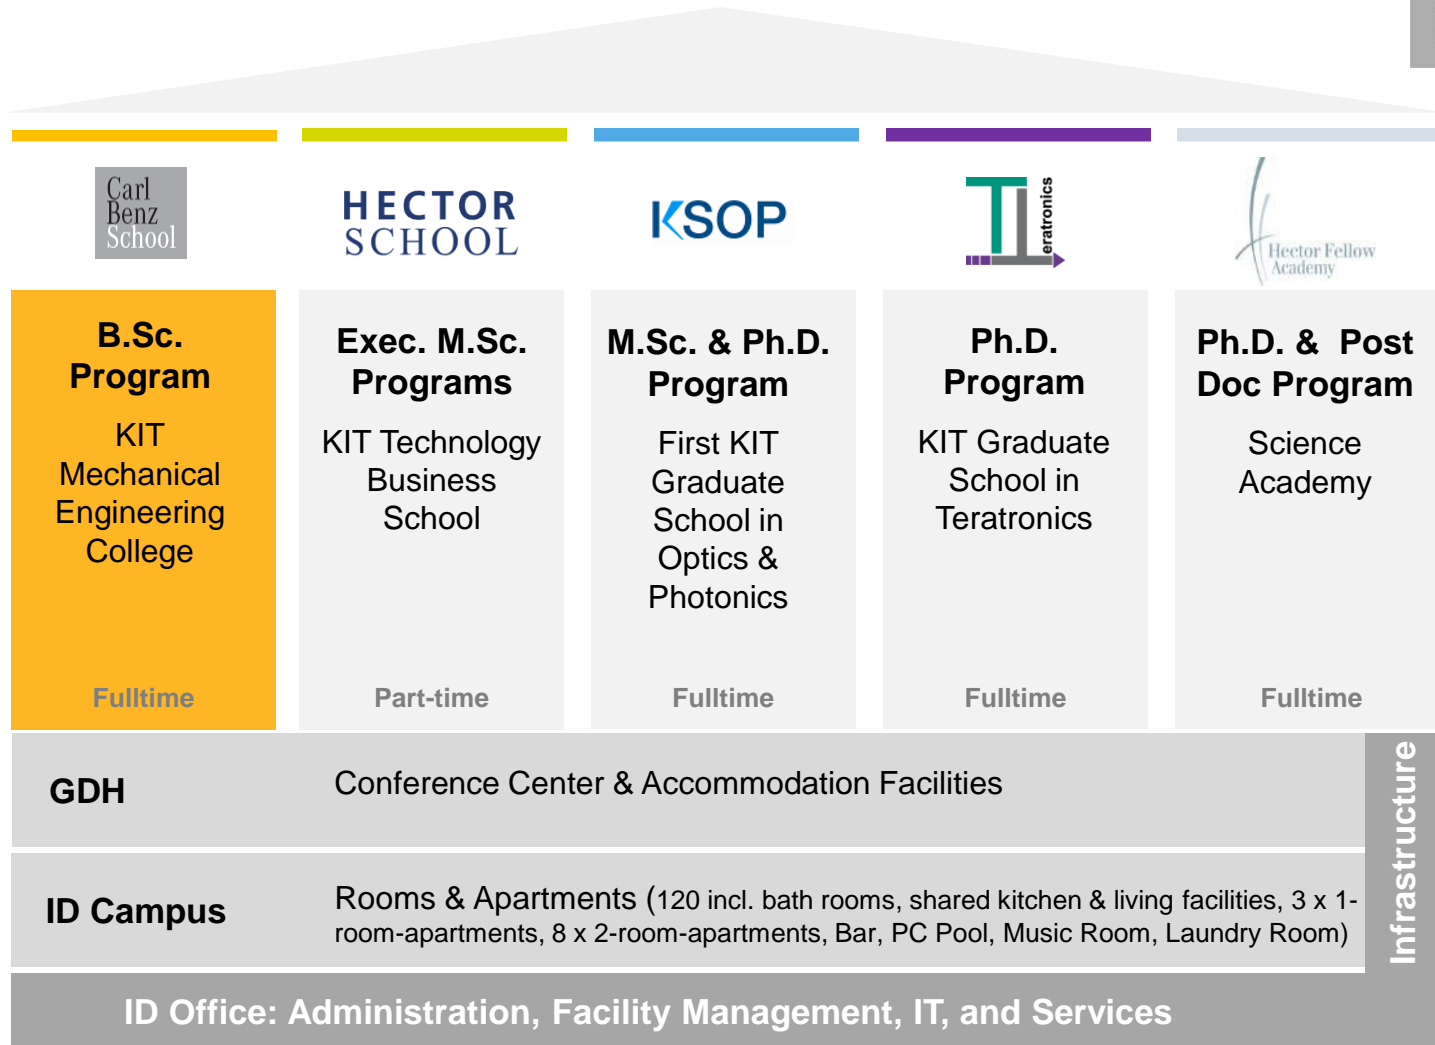 Carl
Benz
School
HECTOR
SCHOOL
KSOP
TT eratronics
Hector Fellow
Academy
B.Sc.
Program
KIT
Mechanical
Engineering
College
Fulltime
Exec. M.Sc.
Programs
KIT Technology
Business
School
Part-time
M.Sc. & Ph.D.
Program
First KIT
Graduate
School in
Optics &
Photonics
Fulltime
Ph.D.
Program
KIT Graduate
School in
Teratronics
Fulltime
Ph.D. & Post
Doc Program
Science
Academy
Fulltime
GDH
Conference Center & Accommodation Facilities
ID Campus
Rooms & Apartments (120 incl. bath rooms, shared kitchen & living facilities, 3 x 1-
room-apartments, 8 x 2-room-apartments, Bar, PC Pool, Music Room, Laundry Room)
Infrastructure
ID Office: Administration, Facility Management, IT, and Services